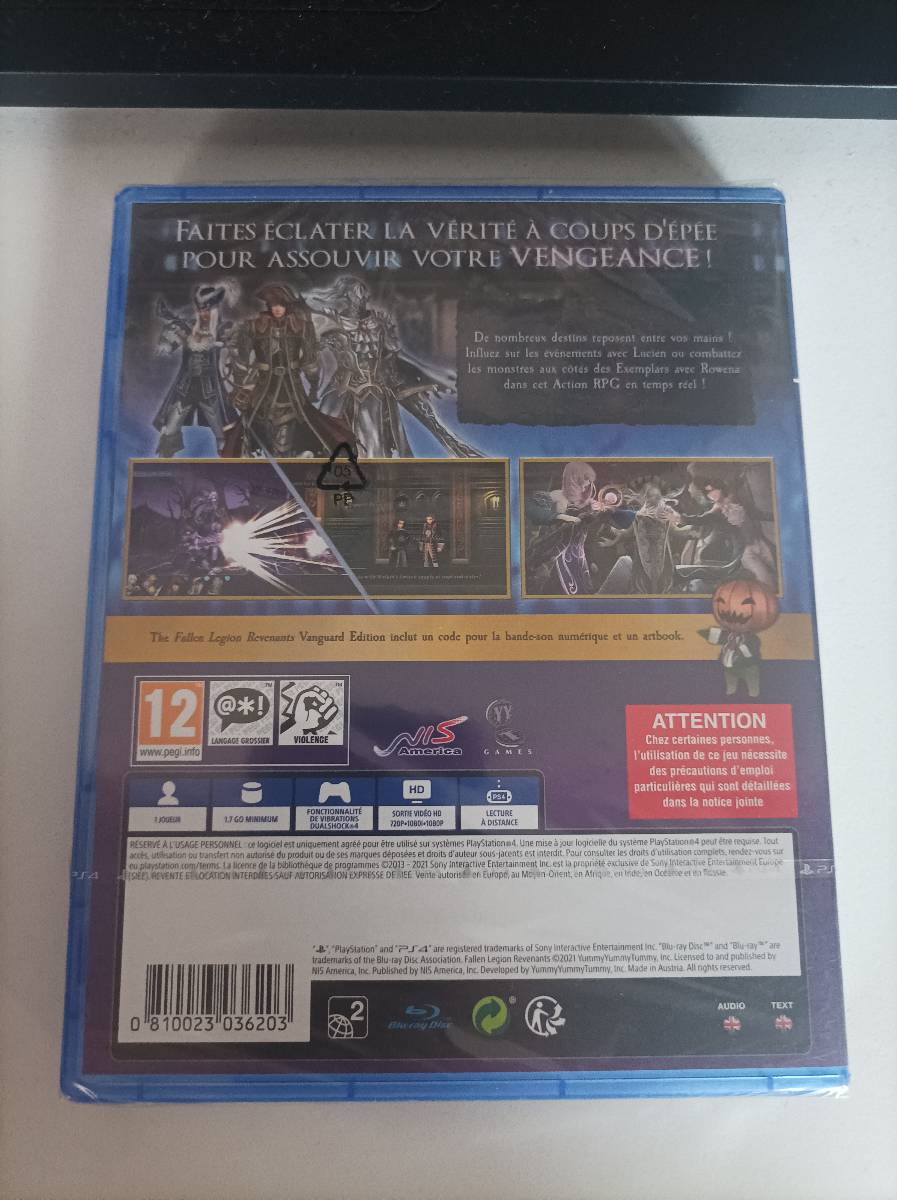 FAITES ÉCLATER LA VÉRITÉ À COUPS D'ÉPÉE
POUR ASSOUVIR VOTRE VENGEANCE !
De nombreux destins reposent entre vos mains !
Influez sur les événements avec Lucien ou combattez
les monstres aux côtés des Exemplars avec Rowena
dans cet Action RPG en temps réel !
05
PP
The Fallen Legion Revenants Vanguard Edition inclut un code pour la bande-son numérique et un artbook.
12
www.pegi.info
@*!
LANGAGE GROSSIER
VIOLENCE
NIS
America
YY
GAMES
ATTENTION
Chez certaines personnes,
l'utilisation de ce jeu nécessite
des précautions d'emploi
particulières qui sont détaillées
dans la notice jointe
1 JOUEUR
1.7 GO MINIMUM
FONCTIONNALITÉ
DE VIBRATIONS
DUALSHOCK®4
HD
SORTIE VIDÉO HD
720P•1080i•1080P
PS4
LECTURE
À DISTANCE
RÉSERVÉ À L'USAGE PERSONNEL : ce logiciel est uniquement agréé pour être utilisé sur systèmes PlayStation®4. Une mise à jour logicielle du système PlayStation®4 peut être requise. Tout
accès, utilisation ou transfert non autorisé du produit ou de ses marques déposées et droits d'auteur sous-jacents est interdit. Pour consulter les droits d'utilisation complets, rendez-vous sur
eu.playstation.com/terms. La licence de la bibliothèque de programmes ©2013 - 2021 Sony Interactive Entertainment Inc. est la propriété exclusive de Sony Interactive Entertainment Europe
(SIEE). REVENTE ET LOCATION INTERDITES SAUF AUTORISATION EXPRESSE DE SIEE. Vente autorisée en Europe, au Moyen-Orient, en Afrique, en Inde, en Océanie et en Russie.
"PlayStation" and "PS4" are registered trademarks of Sony Interactive Entertainment Inc. "Blu-ray Disc™" and "Blu-ray™" are
trademarks of the Blu-ray Disc Association. Fallen Legion Revenants ©2021 YummyYummyTummy, Inc. Licensed to and published by
NIS America, Inc. Published by NIS America, Inc. Developed by YummyYummyTummy, Inc. Made in Austria. All rights reserved.
0 810023 036203
2
Blu-ray Disc
AUDIO
TEXT